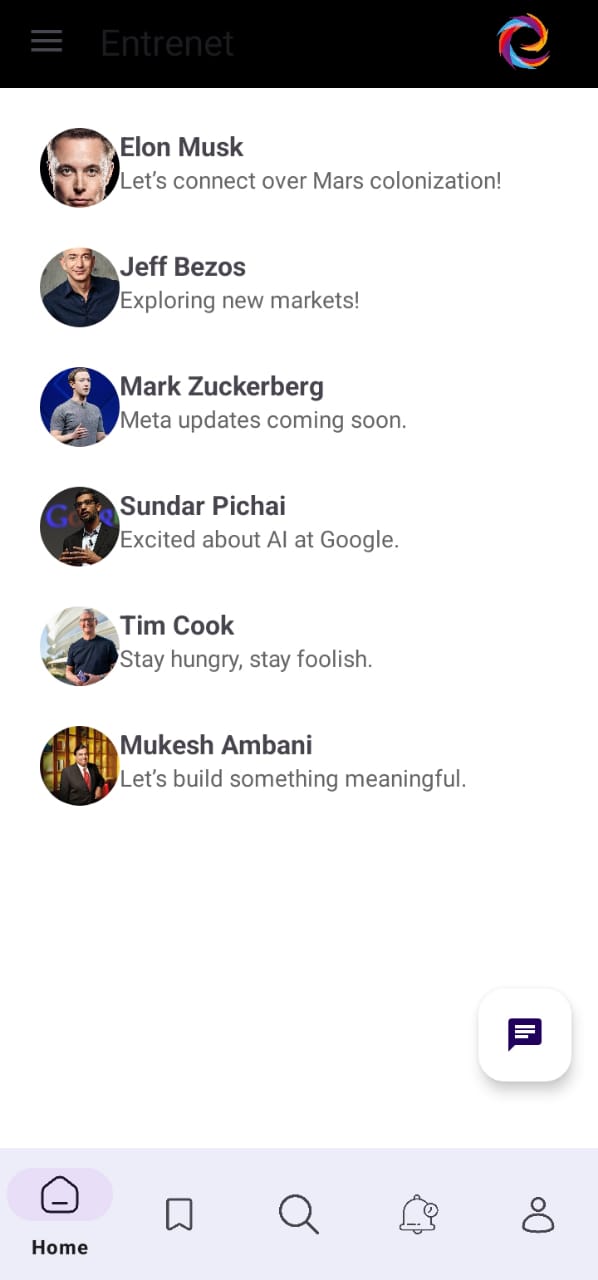 Entrenet
Elon Musk
Let’s connect over Mars colonization!
Jeff Bezos
Exploring new markets!
Mark Zuckerberg
Meta updates coming soon.
Sundar Pichai
Excited about AI at Google.
Tim Cook
Stay hungry, stay foolish.
Mukesh Ambani
Let’s build something meaningful.
Home